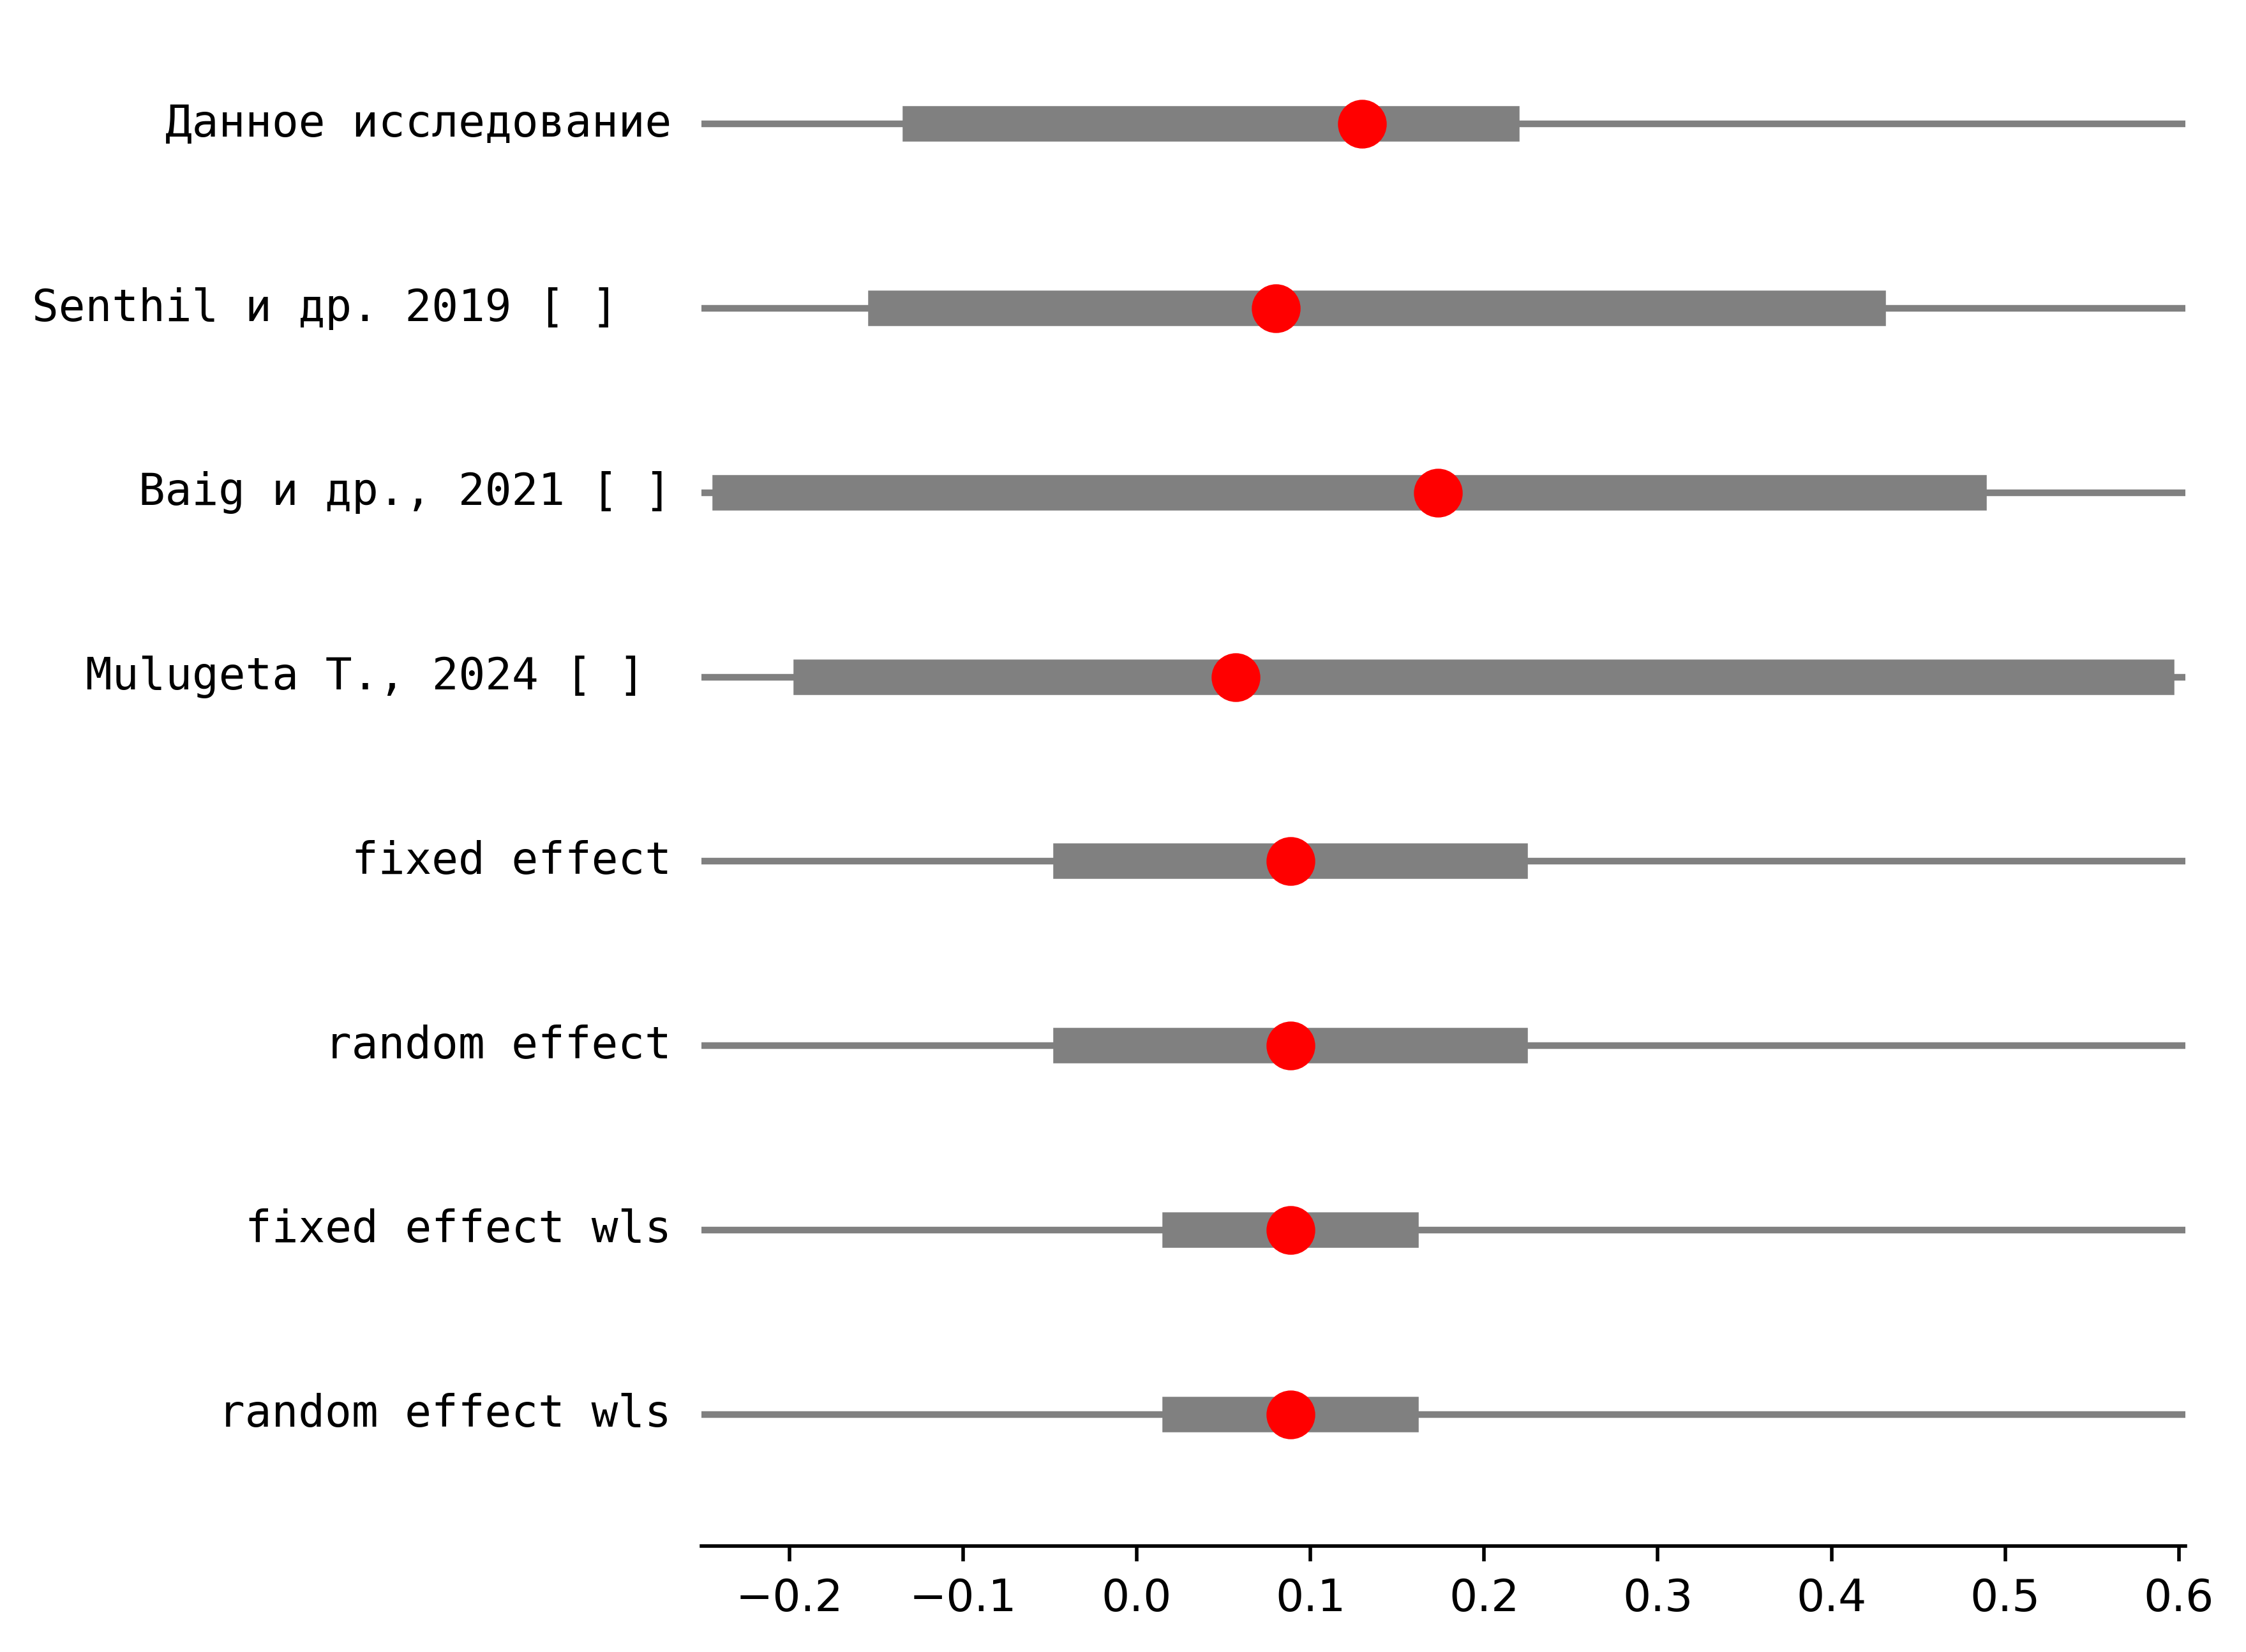 Данное исследование
Senthil и др. 2019 [ ]
Baig и др., 2021 [ ]
Mulugeta T., 2024 [ ]
fixed effect
random effect
fixed effect wls
random effect wls
−0.2 −0.1 0.0 0.1 0.2 0.3 0.4 0.5 0.6